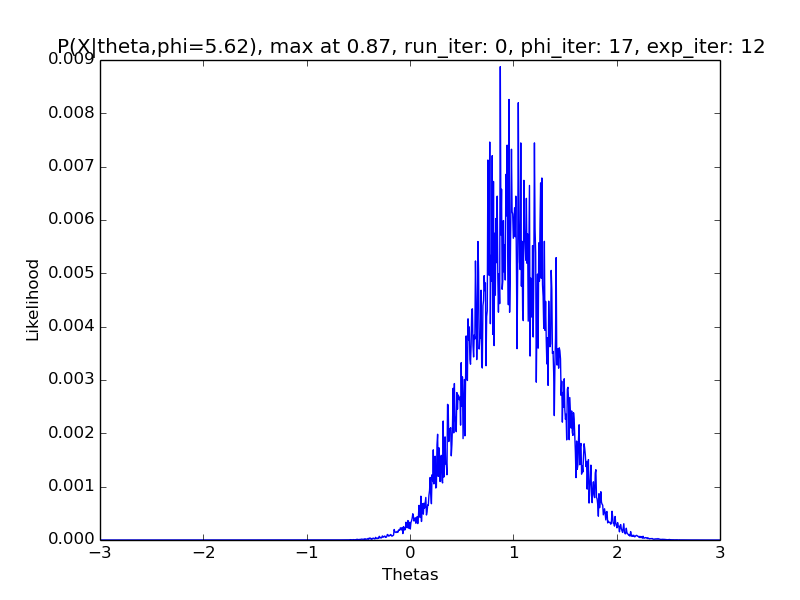 P(X|theta,phi=5.62), max at 0.87, run_iter: 0, phi_iter: 17, exp_iter: 12
0.009
0.008
0.007
0.006
0.005
0.004
0.003
0.002
0.001
0.000
Likelihood
−3 −2 −1 0 1 2 3
Thetas